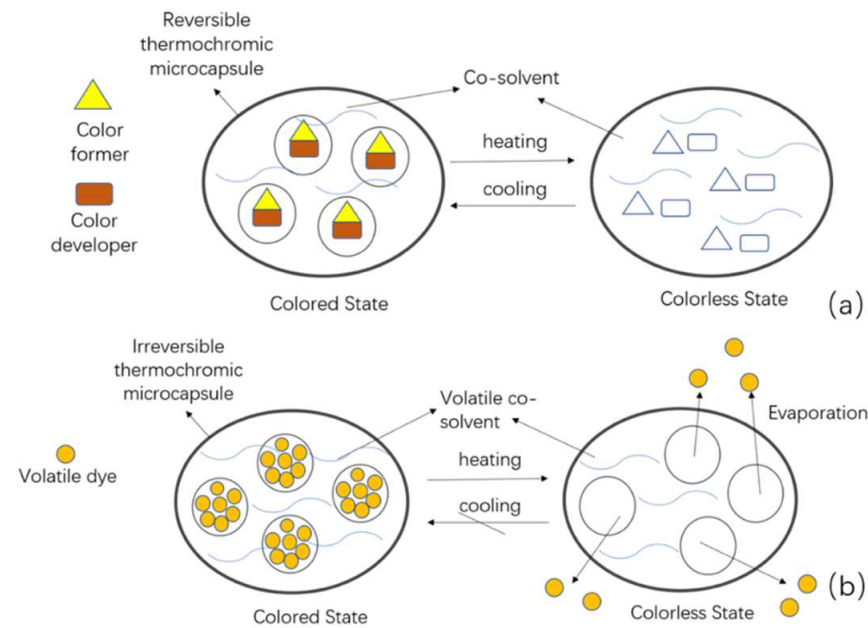 Reversible
thermochromic
microcapsule
Co-solvent
Color
former
Color
developer
heating
cooling
Colored State
Colorless State
(a)
Irreversible
thermochromic
microcapsule
Volatile co-
solvent
Evaporation
Volatile dye
heating
cooling
Colored State
Colorless State
(b)